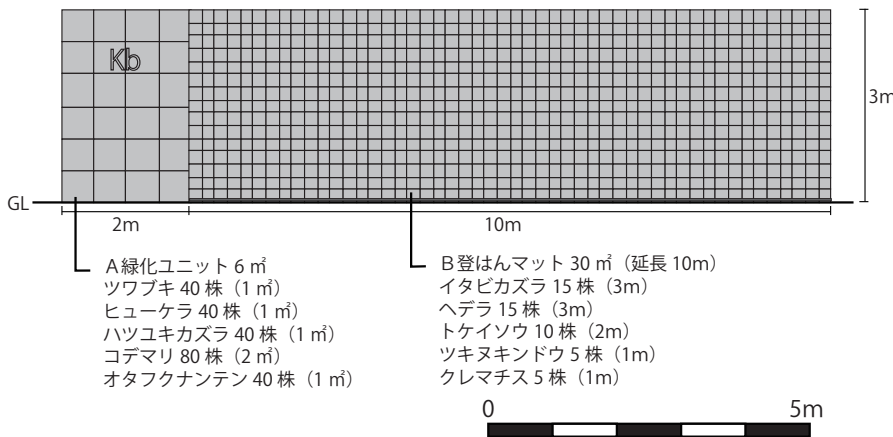 Kb
3m
GL
2m
10m
A緑化ユニット 6 ㎡
ツワブキ 40 株（1 ㎡）
ヒューケラ 40 株（1 ㎡）
ハツユキカズラ 40 株（1 ㎡）
コデマリ 80 株（2 ㎡）
オタフクナンテン 40 株（1 ㎡）
B登はんマット 30 ㎡（延長 10m）
イタビカズラ 15 株（3m）
ヘデラ 15 株（3m）
トケイソウ 10 株（2m）
ツキヌキンドウ 5 株（1m）
クレマチス 5 株（1m）
0
5m